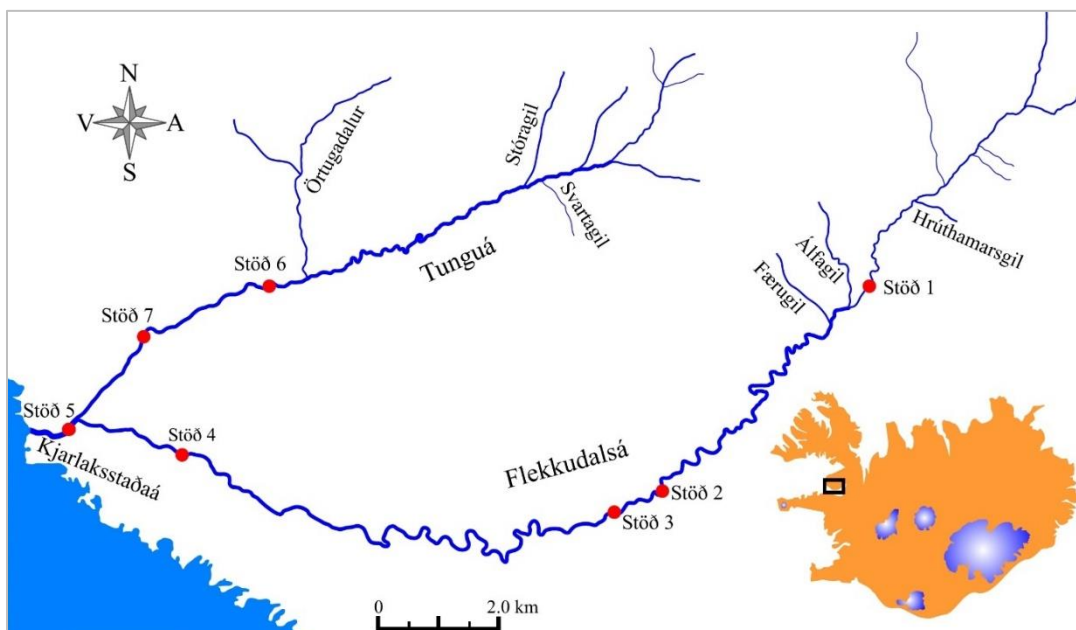 N
V
A
S
Örtugadalur
Stóragil
Svartagil
Tunguá
Hrúthamarsgil
Álfagil
Færugil
Stöð 1
Stöð 6
Stöð 7
Stöð 5
Stöð 4
Kjarlaksstaðaá
Flekkudalsá
Stöð 2
Stöð 3
0
2.0 km